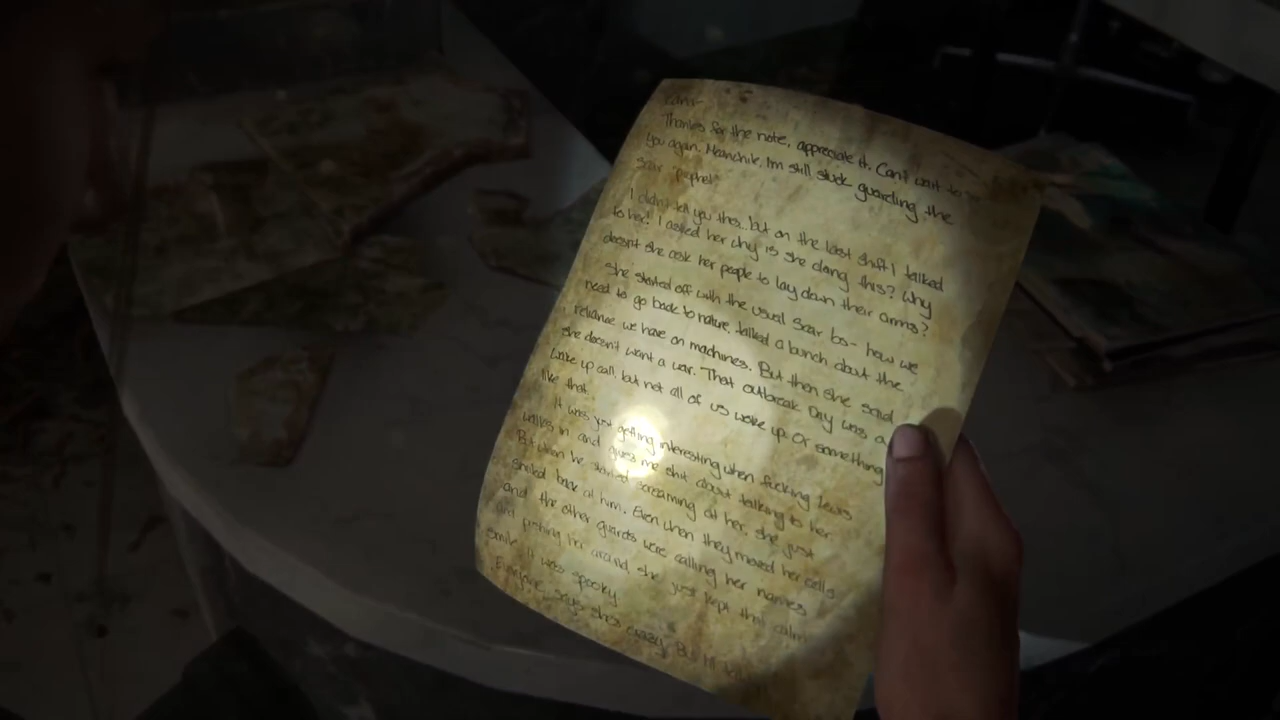 Thanks for the note, appreciate it. Can't wait to
you again. Meanwhile, I'm still stuck guarding the
Scar "prophet"
I didn't tell you this...but on the last shift I talked
to her! I asked her why is she doing this? Why
doesn't she ask her people to lay down their arms?
She started off with the usual Scar bs- how we
need to go back to nature, talked a bunch about the
reliance we have on machines. But then she said
she doesn't want a war. That Outbreak Day was a
wake up call, but not all of us woke up. Or something
like that.
It was just getting interesting when fucking Lewis
walks in and gives me shit about talking to her.
But when he started screaming at her, she just
smiled back at him. Even when they moved her cells
and the other guards were calling her names
and pushing her around, she just kept that calm
smile. It was spooky.
Everyone says she's crazy. But I'll